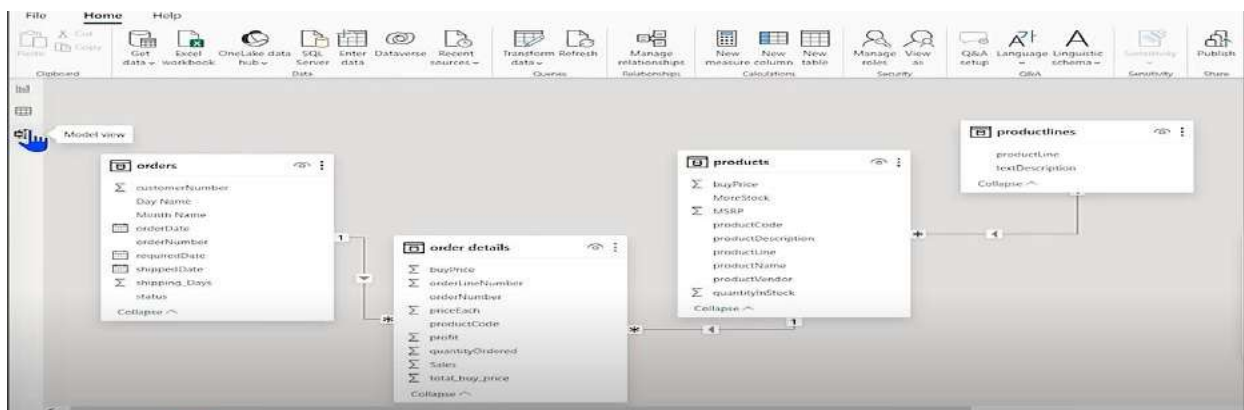 File Home Help
Paste
Cut
Copy
Clipboard
Get data
Excel workbook
OneLake data hub
SQL Server
Enter data
Dataverse
Recent sources
Data
Transform data
Refresh
Queries
Manage relationships
Relationships
New measure
New column
New table
Calculations
Manage roles
View as
Security
Q&A setup
Language
Linguistic schema
Q&A
Sensitivity
Sensitivity
Publish
Share
Model view
orders
customerNumber
Day Name
Month Name
orderDate
orderNumber
requiredDate
shippedDate
shipping_Days
status
Collapse
1
*
order details
buyPrice
orderLineNumber
orderNumber
priceEach
productCode
profit
quantityOrdered
Sales
total_buy_price
Collapse
*
1
products
buyPrice
MoreStock
MSRP
productCode
productDescription
productLine
productName
productVendor
quantityInStock
Collapse
*
productlines
productLine
textDescription
Collapse